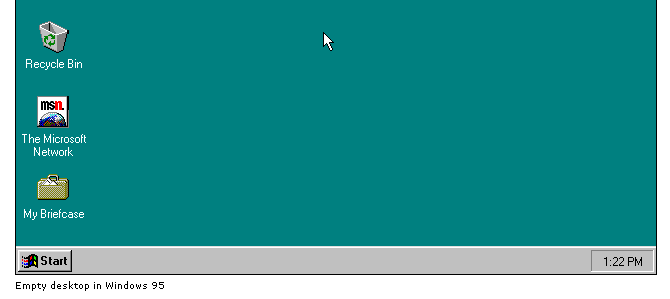 Recycle Bin
msn.
The Microsoft
Network
My Briefcase
Start
1:22 PM
Empty desktop in Windows 95